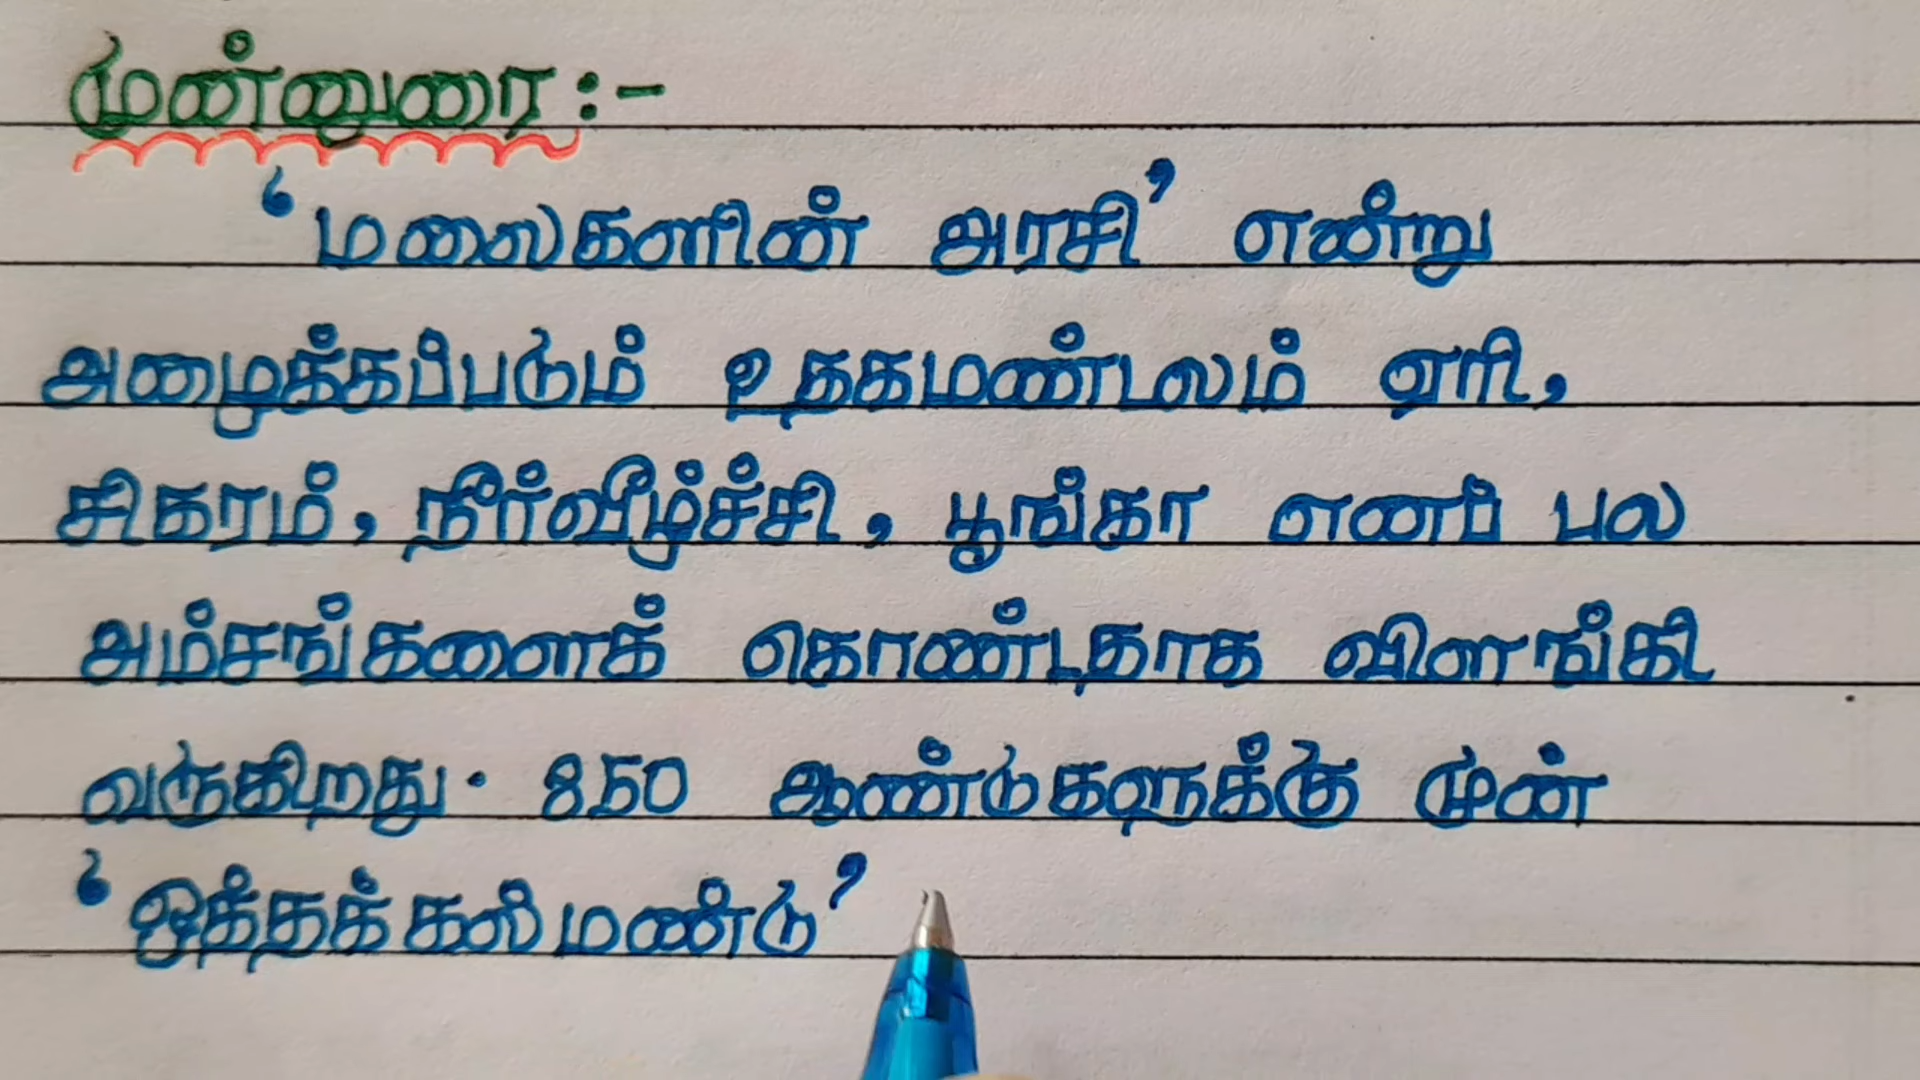 முன்னுரை:-
'மலைகளின் அரசி' என்று
அழைக்கப்படும் உதகமண்டலம் ஏரி,
சிகரம், நீர்வீழ்ச்சி, பூங்கா எனப் பல
அம்சங்களைக் கொண்டதாக விளங்கி
வருகிறது. 850 ஆண்டுகளுக்கு முன்
'ஒத்தக்கல்மண்டு'